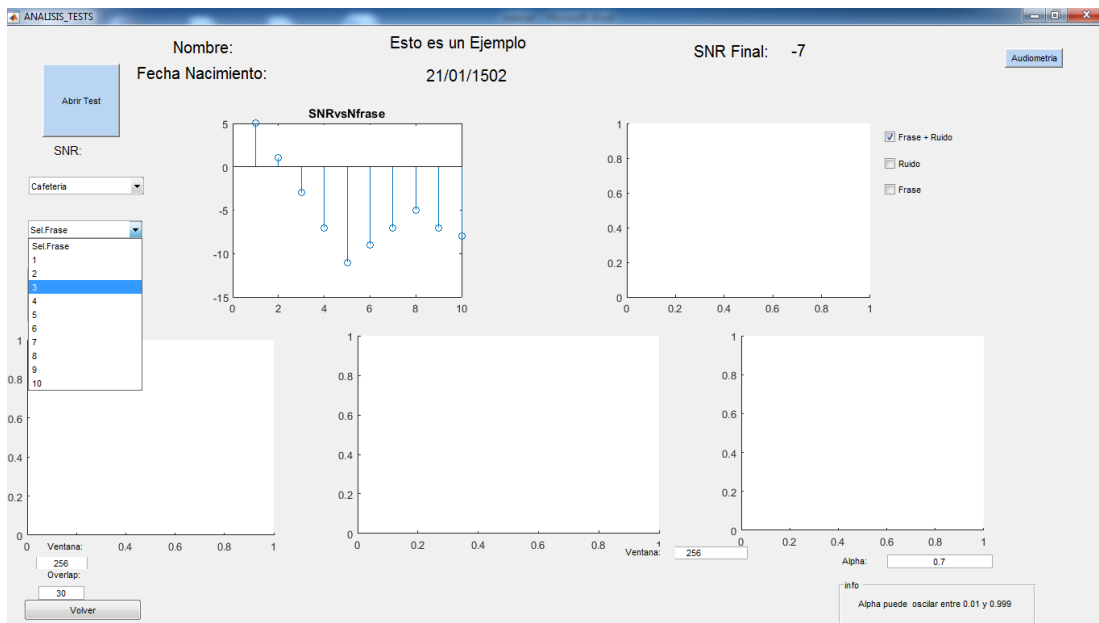 ANALISIS_TESTS
Nombre:
Esto es un Ejemplo
SNR Final: -7
Audiometria
Fecha Nacimiento:
21/01/1502
Abrir Test
SNR:
Cafeteria
Sel.Frase
Sel.Frase
1
2
3
4
5
6
7
8
9
10
SNRvsNfrase
5
0
-5
-10
-15
0 2 4 6 8 10
1
0.8
0.6
0.4
0.2
0
0 0.2 0.4 0.6 0.8 1
Frase + Ruido
Ruido
Frase
1
0.8
0.6
0.4
0.2
0
0 0.4 0.6 0.8 1
Ventana:
256
Overlap:
30
Volver
1
0.8
0.6
0.4
0.2
0
0 0.2 0.4 0.6 0.8 1
Ventana: 256
1
0.8
0.6
0.4
0.2
0
0 0.2 0.4 0.6 0.8 1
Alpha: 0.7
info
Alpha puede oscilar entre 0.01 y 0.999